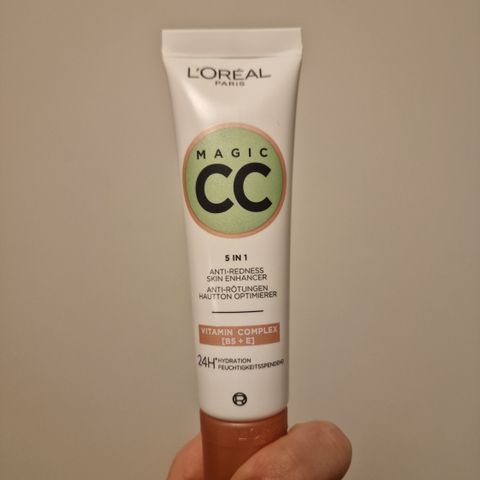 L'ORÉAL
PARIS
MAGIC
CC
5 IN 1
ANTI-REDNESS
SKIN ENHANCER
ANTI-RÖTUNGEN
HAUTTON OPTIMIERER
VITAMIN COMPLEX
[B5 + E]
24H* HYDRATION
FEUCHTIGKEITSSPENDEND